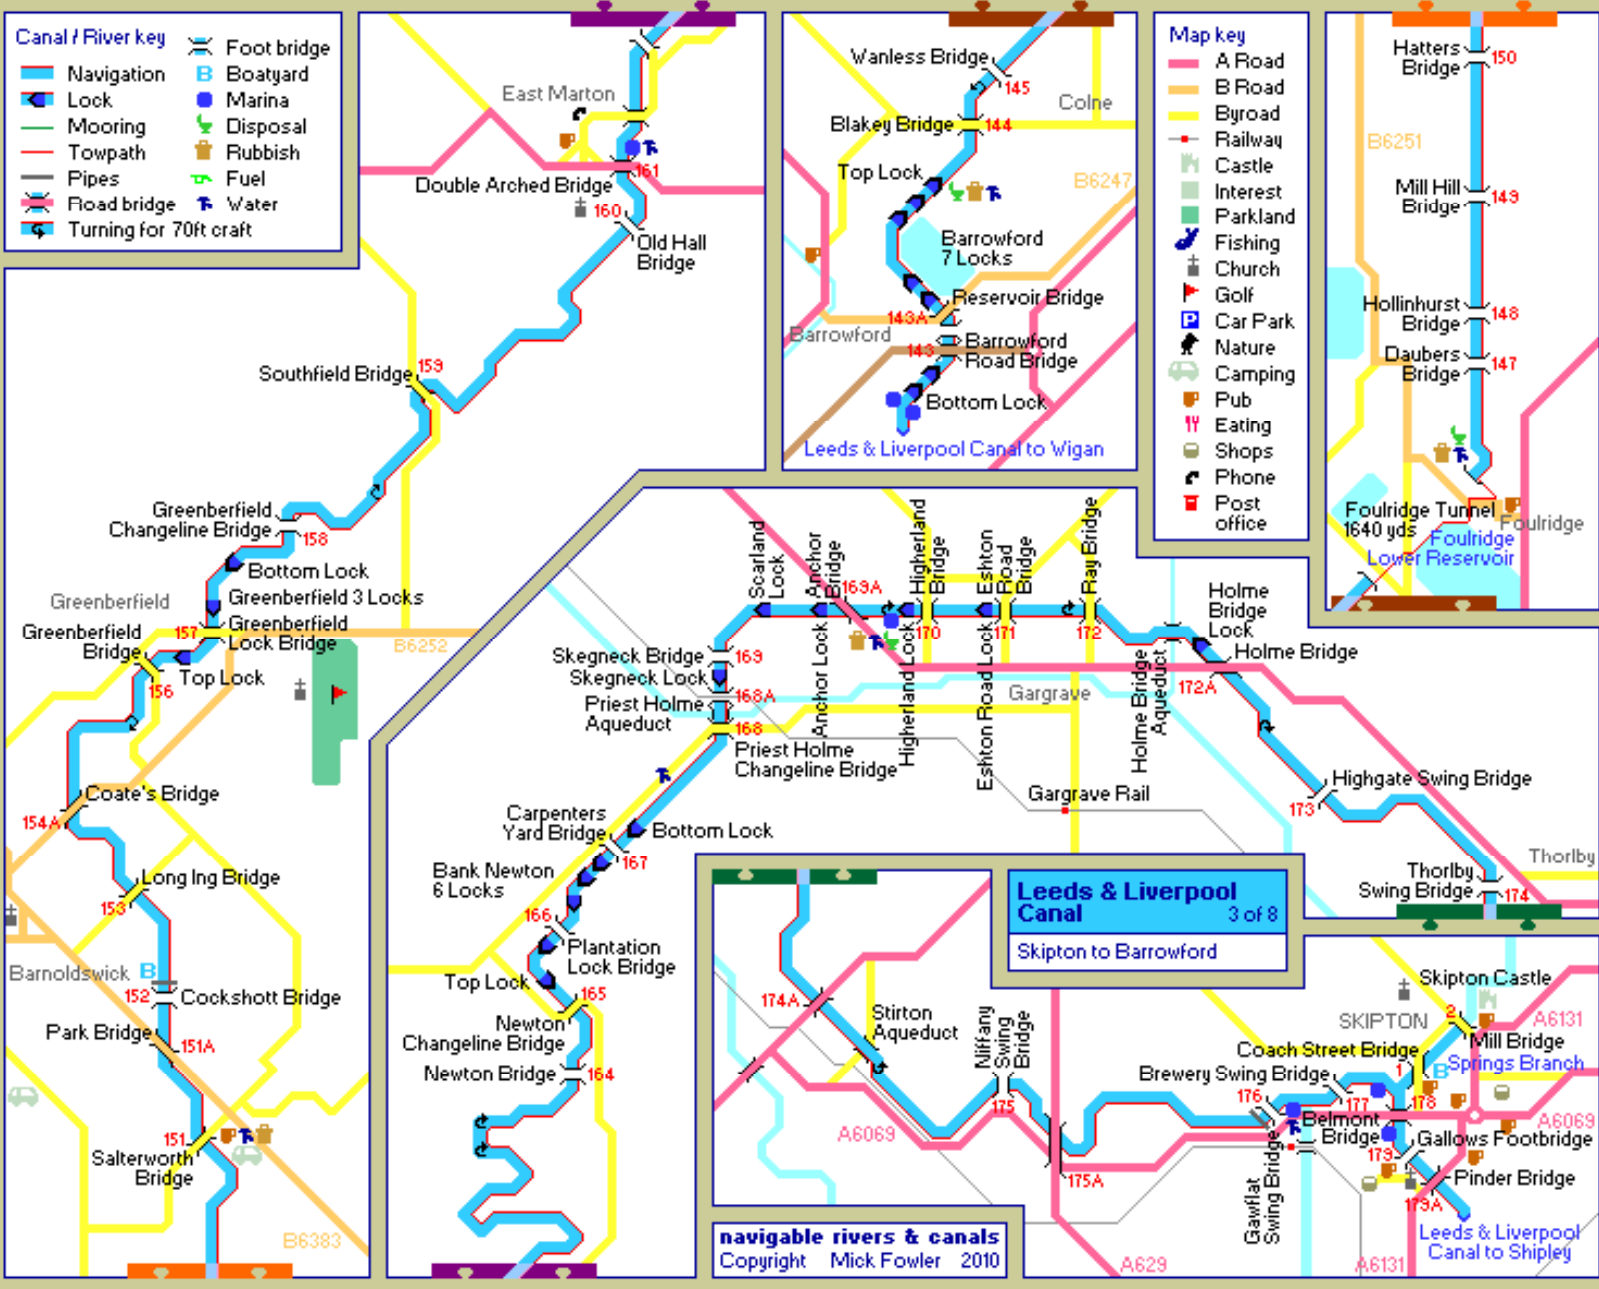 Canal / River key
Navigation
Lock
Mooring
Towpath
Pipes
Road bridge
Turning for 70ft craft
Foot bridge
B Boatyard
Marina
Disposal
Rubbish
Fuel
Water
East Marton
161
Double Arched Bridge
160
Old Hall
Bridge
159
Southfield Bridge
Greenberfield
Changeline Bridge
158
Bottom Lock
Greenberfield
Greenberfield 3 Locks
Greenberfield
Bridge
157
Greenberfield
Lock Bridge
B6252
Top Lock
156
Coate's Bridge
154A
Long Ing Bridge
153
Barnoldswick
B
152
Cockshott Bridge
Park Bridge
151A
151
Salterworth
Bridge
B6383
Wanless Bridge
145
Colne
Blakey Bridge
144
Top Lock
B6247
Barrowford
7 Locks
Reservoir Bridge
143A
Barrowford
143
Barrowford
Road Bridge
Bottom Lock
Leeds & Liverpool Canal to Wigan
Map key
A Road
B Road
Byroad
Railway
Castle
Interest
Parkland
Fishing
Church
Golf
P Car Park
Nature
Camping
Pub
Eating
Shops
Phone
Post
office
Hatters
Bridge
150
B6251
Mill Hill
Bridge
149
Hollinhurst
Bridge
148
Daubers
Bridge
147
Foulridge Tunnel
1640 yds
Foulridge
Foulridge
Lower Reservoir
Scarland
Lock
Anchor
Bridge
169A
Higherland
Bridge
Eshton
Road
Bridge
Ray Bridge
170
171
172
Holme
Bridge
Lock
Holme Bridge
172A
Skegneck Bridge
169
Skegneck Lock
168A
Priest Holme
Aqueduct
168
Priest Holme
Changeline Bridge
Anchor Lock
Higherland Lock
Eshton Road Lock
Gargrave
Holme Bridge
Aqueduct
Gargrave Rail
Highgate Swing Bridge
173
Thorlby
Thorlby
Swing Bridge
174
Carpenters
Yard Bridge
Bottom Lock
167
Bank Newton
6 Locks
166
Plantation
Lock Bridge
Top Lock
165
Newton
Changeline Bridge
Newton Bridge
164
Leeds & Liverpool
Canal
3 of 8
Skipton to Barrowford
174A
Stirton
Aqueduct
Niffany
Swing
Bridge
175
A6069
175A
A629
Gawflat
Swing Bridge
176
Brewery Swing Bridge
177
Coach Street Bridge
1
B
178
SKIPTON
Skipton Castle
2
Mill Bridge
A6131
Springs Branch
Belmont
Bridge
A6069
179
Gallows Footbridge
Pinder Bridge
179A
A6131
Leeds & Liverpool
Canal to Shipley
navigable rivers & canals
Copyright Mick Fowler 2010